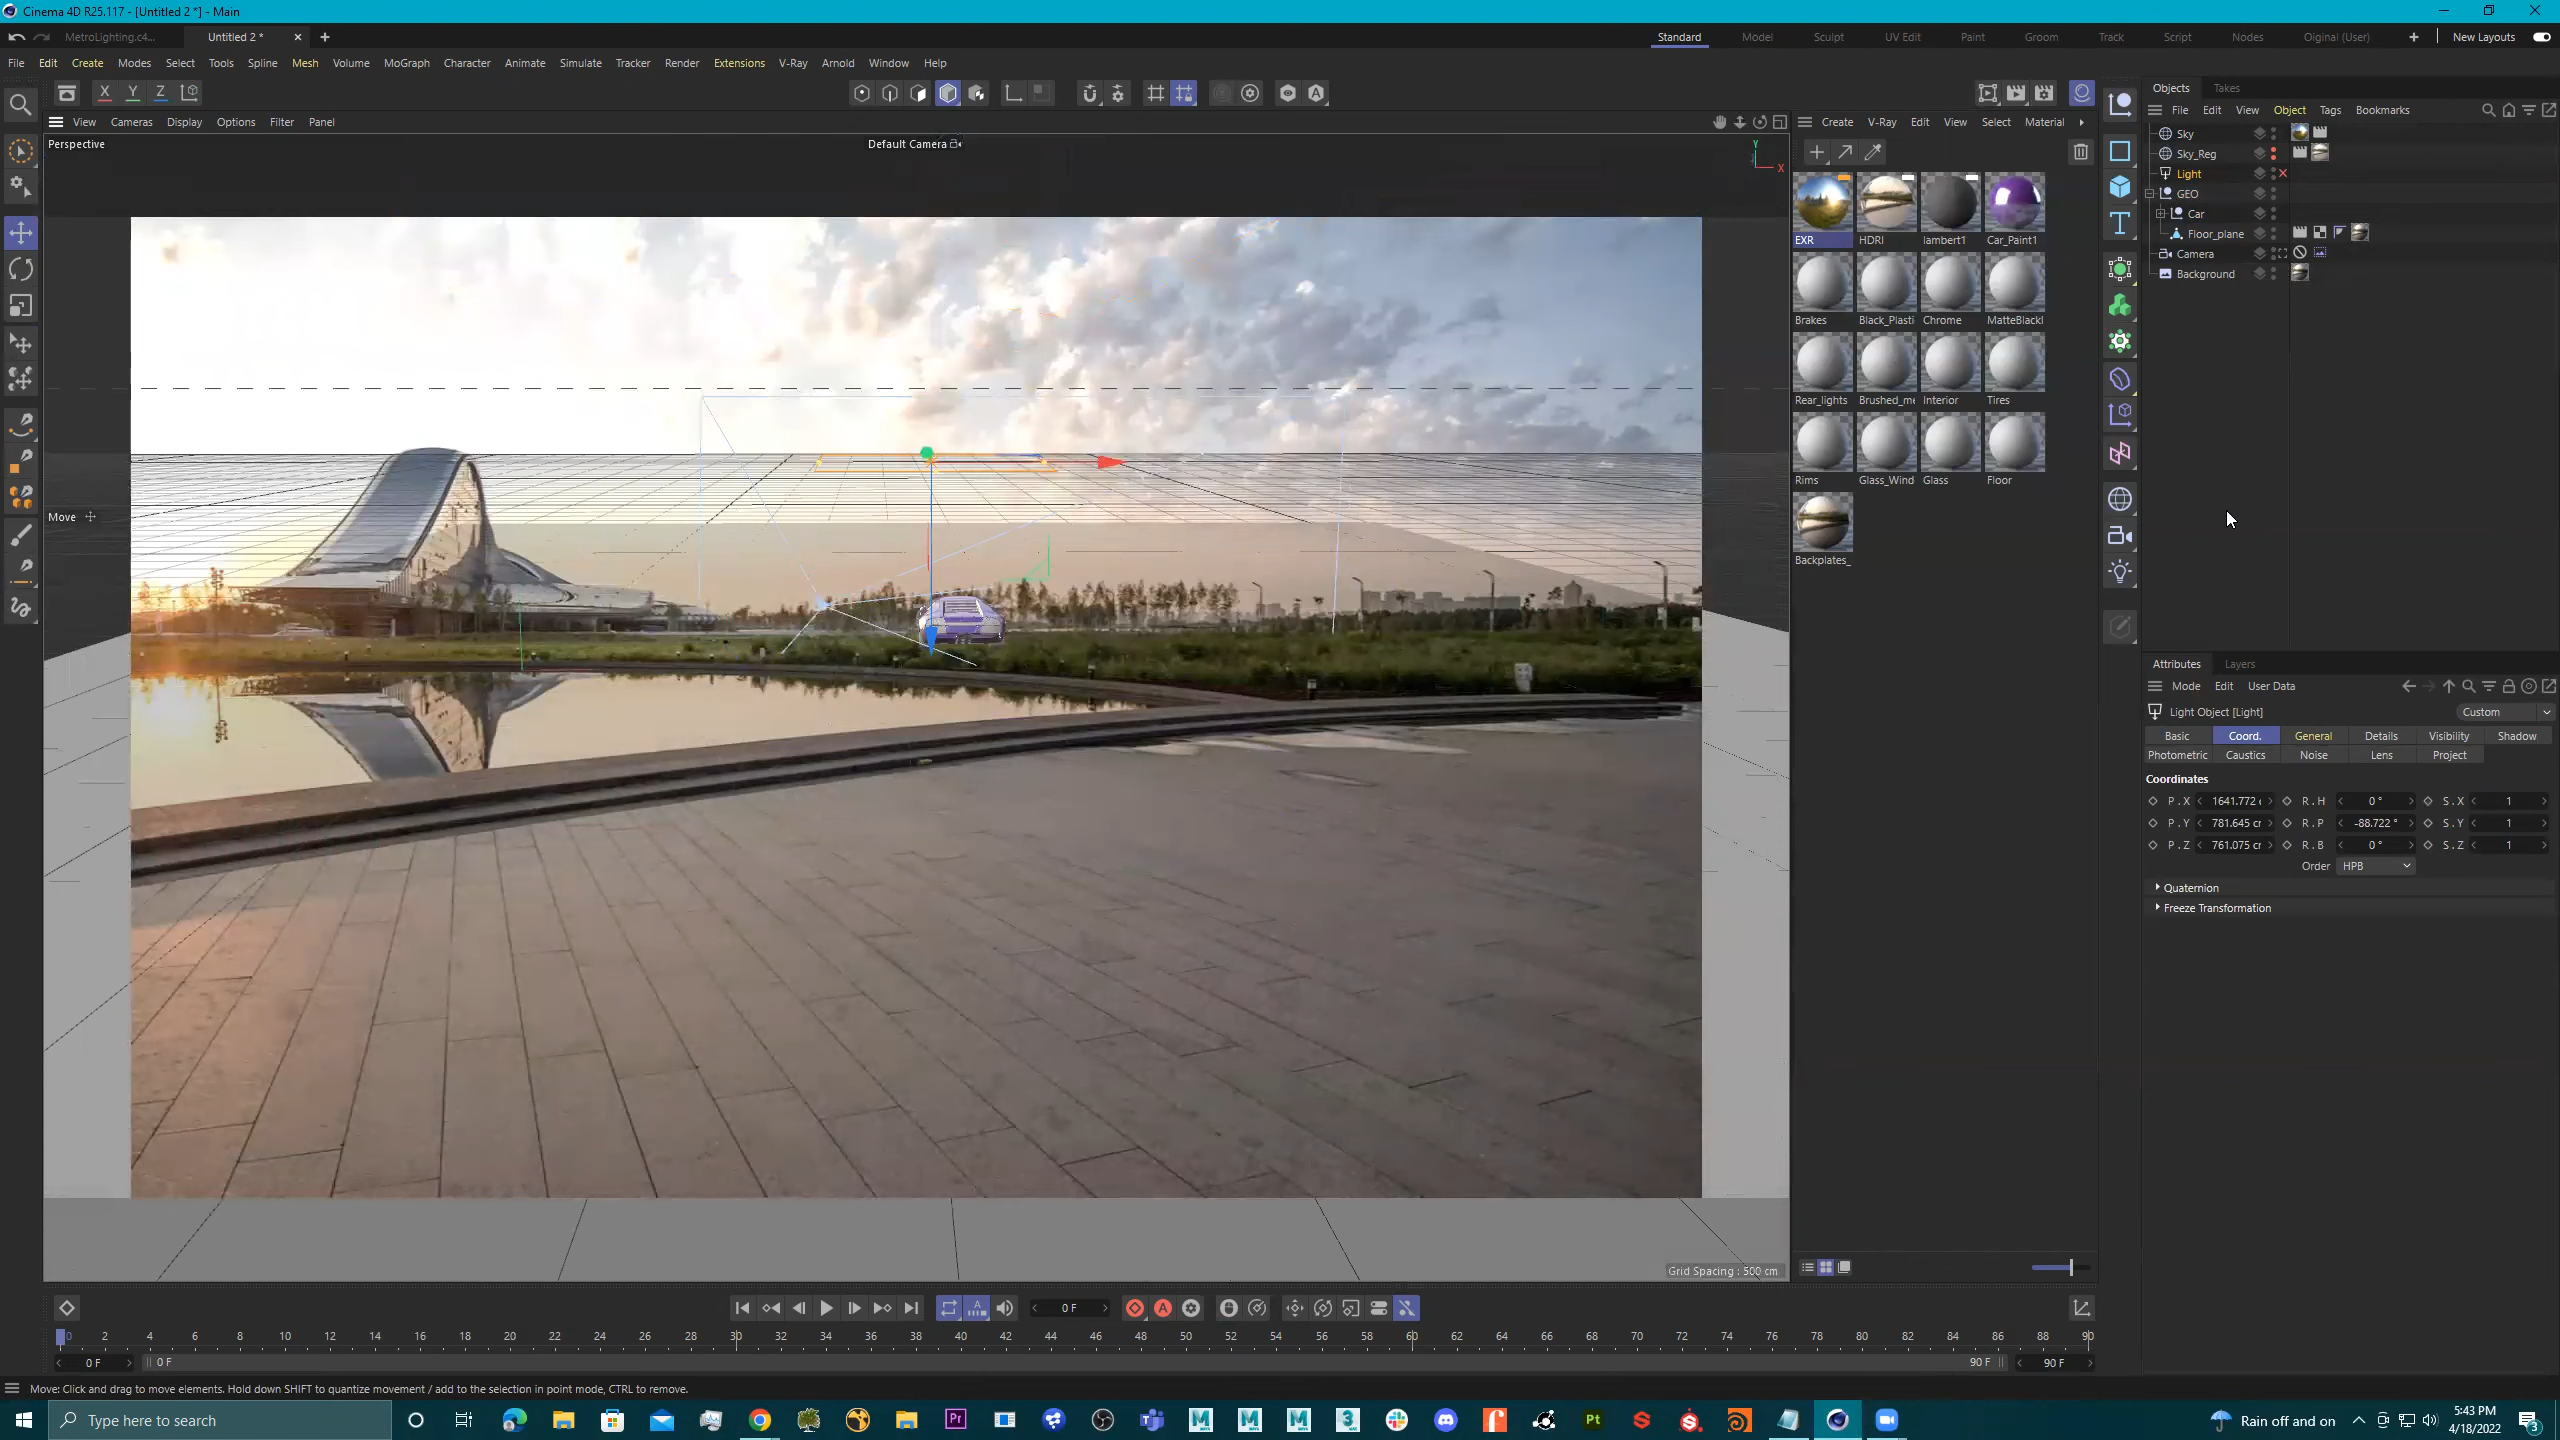 Cinema 4D R25.117 - [Untitled 2 *] - Main
MetroLighting.c4... Untitled 2 * Standard Model Sculpt UV Edit Paint Groom Track Script Nodes Oiginal (User) New Layouts
File Edit Create Modes Select Tools Spline Mesh Volume MoGraph Character Animate Simulate Tracker Render Extensions V-Ray Arnold Window Help
X Y Z
Objects Takes
File Edit View Object Tags Bookmarks
View Cameras Display Options Filter Panel
Create V-Ray Edit View Select Material
Perspective
Default Camera
Y
X
Sky
Sky_Reg
Light
GEO
Car
Floor_plane
Camera
Background
EXR HDRI lambert1 Car_Paint1
Brakes Black_Plasti Chrome MatteBlackl
Rear_lights Brushed_me Interior Tires
Rims Glass_Wind Glass Floor
Backplates_
Move
Grid Spacing : 500 cm
Attributes Layers
Mode Edit User Data
Light Object [Light] Custom
Basic Coord. General Details Visibility Shadow
Photometric Caustics Noise Lens Project
Coordinates
P . X 1641.772 c R . H 0 ° S . X 1
P . Y 781.645 cr R . P -88.722 ° S . Y 1
P . Z 761.075 cr R . B 0 ° S . Z 1
Order HPB
Quaternion
Freeze Transformation
0 F
0 2 4 6 8 10 12 14 16 18 20 22 24 26 28 30 32 34 36 38 40 42 44 46 48 50 52 54 56 58 60 62 64 66 68 70 72 74 76 78 80 82 84 86 88 90
0 F 0 F 90 F 90 F
Move: Click and drag to move elements. Hold down SHIFT to quantize movement / add to the selection in point mode, CTRL to remove.
Type here to search
Rain off and on
5:43 PM
4/18/2022
3